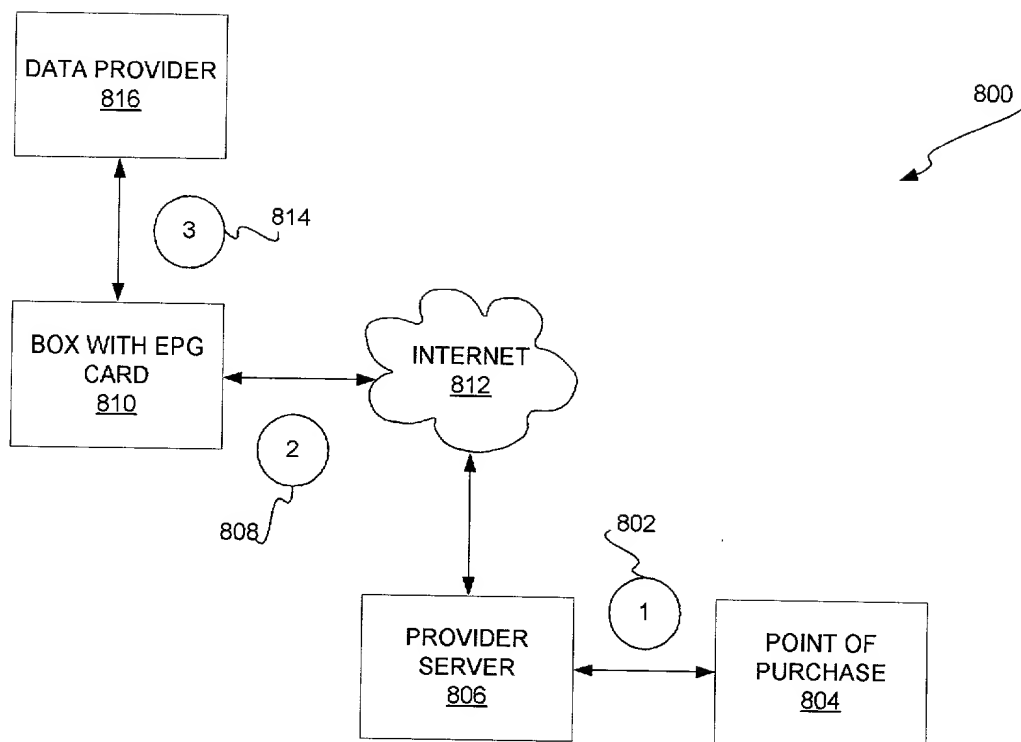 DATA PROVIDER
816
800
3
814
BOX WITH EPG
CARD
810
INTERNET
812
2
808
802
1
PROVIDER
SERVER
806
POINT OF
PURCHASE
804